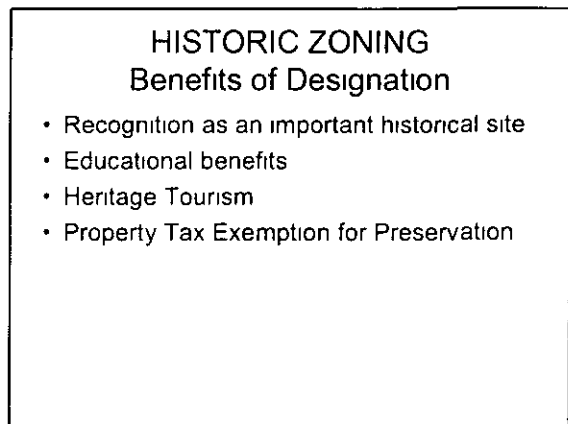 HISTORIC ZONING
Benefits of Designation
• Recognition as an important historical site
• Educational benefits
• Heritage Tourism
• Property Tax Exemption for Preservation